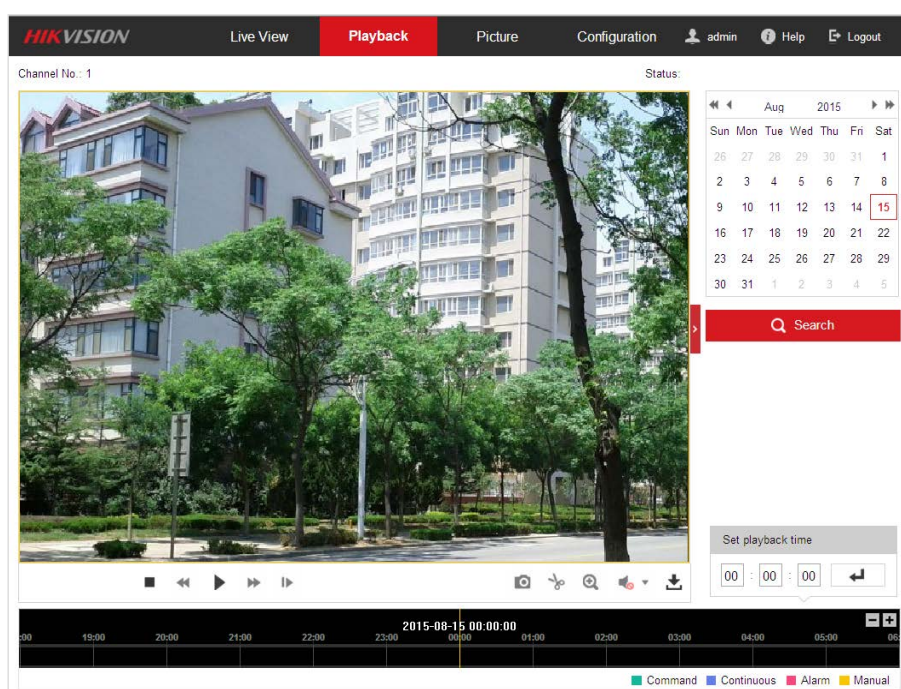 HIKVISION Live View Playback Picture Configuration admin Help Logout
Channel No.: 1 Status:
Aug 2015
Sun Mon Tue Wed Thu Fri Sat
26 27 28 29 30 31 1
2 3 4 5 6 7 8
9 10 11 12 13 14 15
16 17 18 19 20 21 22
23 24 25 26 27 28 29
30 31 1 2 3 4 5
Search
Set playback time
00 : 00 : 00
2015-08-15 00:00:00
:00 19:00 20:00 21:00 22:00 23:00 00:00 01:00 02:00 03:00 04:00 05:00 06:
Command Continuous Alarm Manual